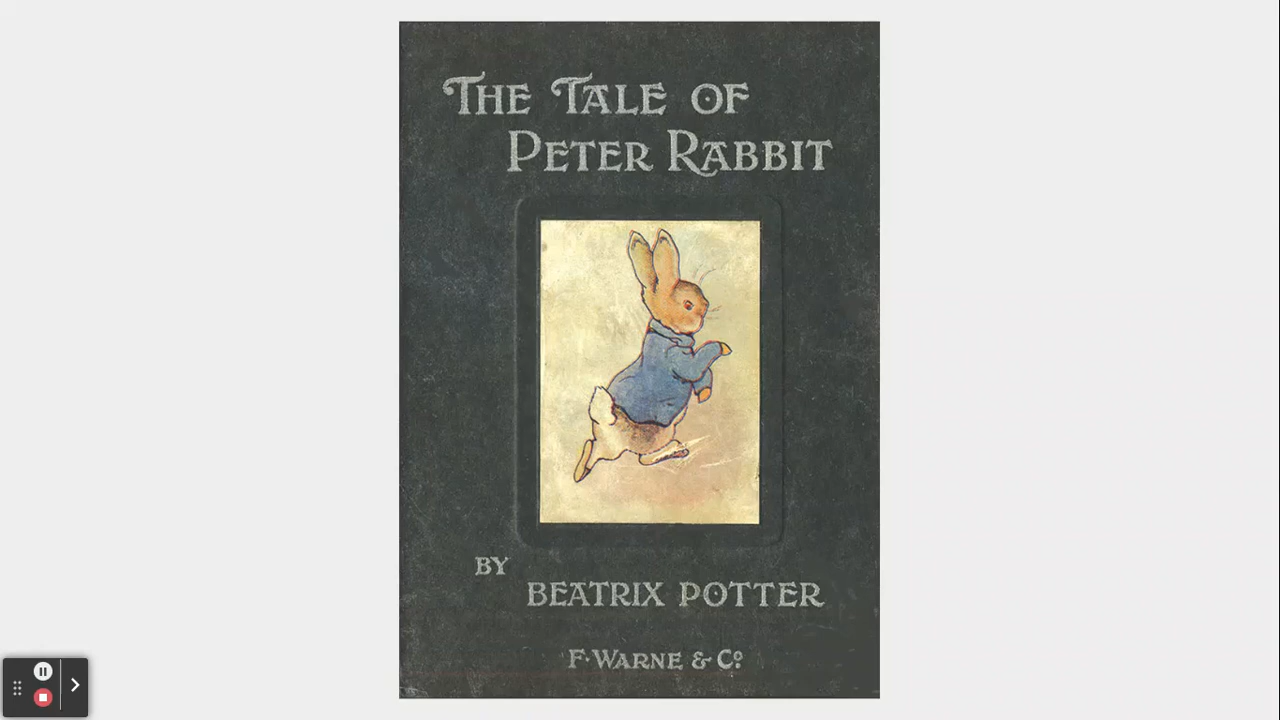 THE TALE OF
PETER RABBIT
BY
BEATRIX POTTER
F. WARNE & Co.